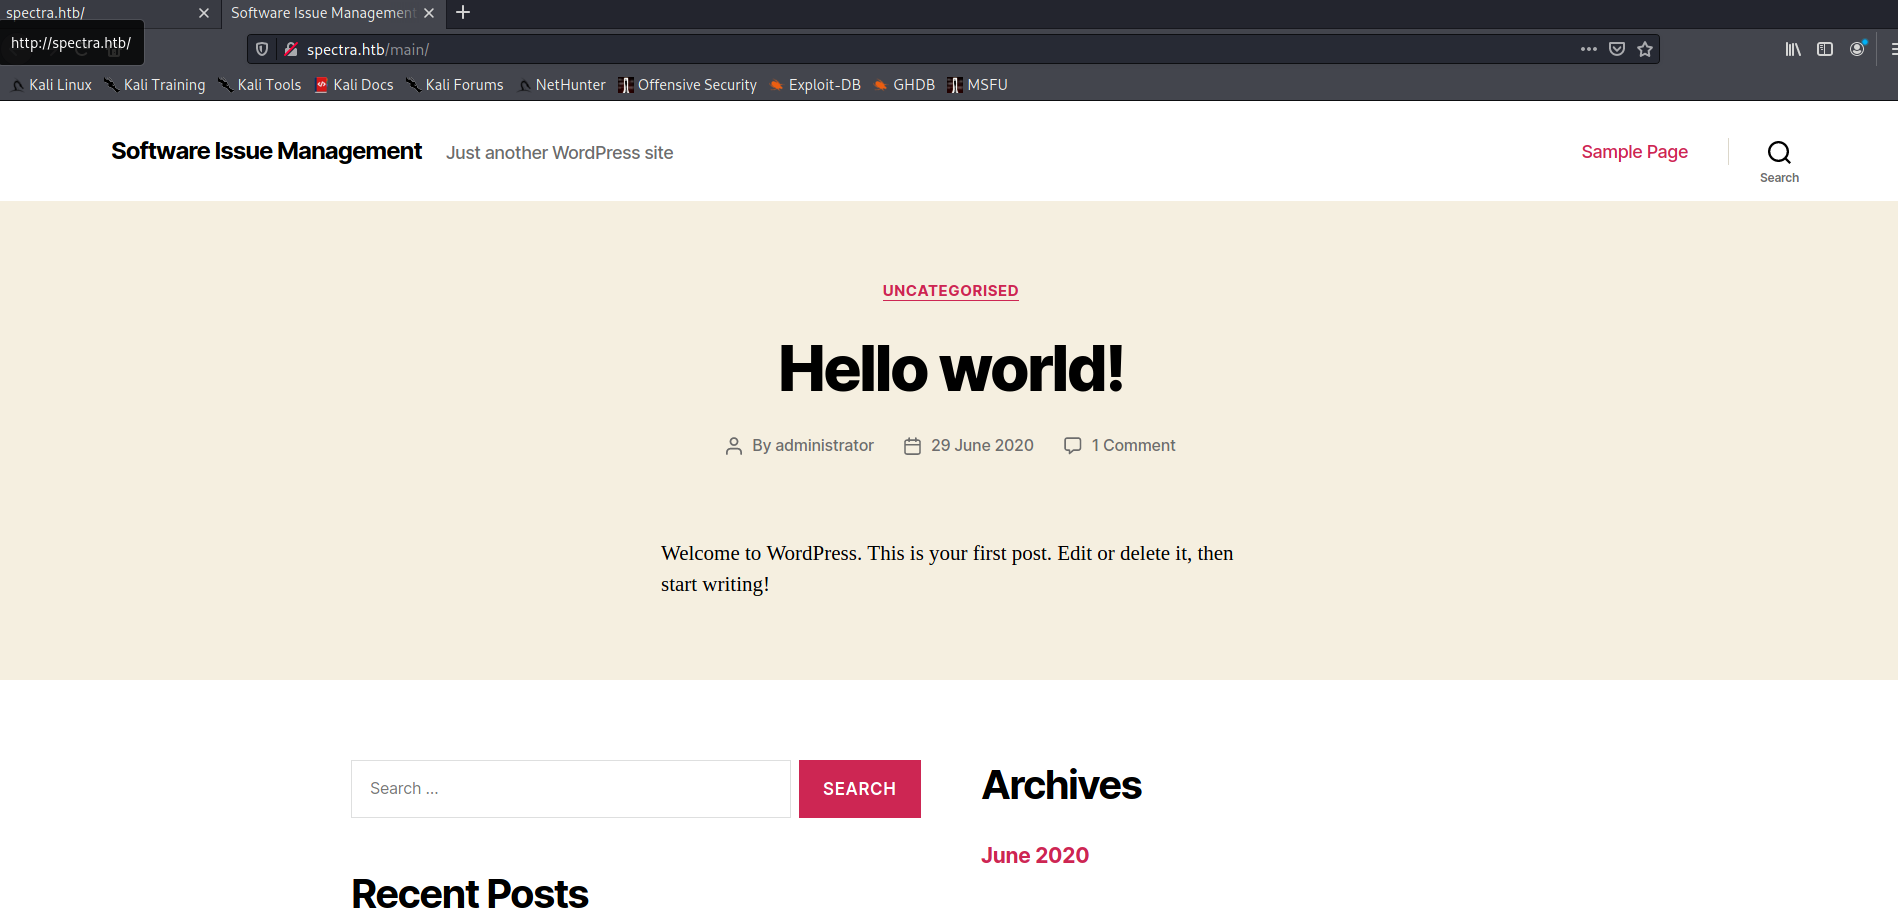 spectra.htb/
Software Issue Management
http://spectra.htb/
spectra.htb/main/
Kali Linux Kali Training Kali Tools Kali Docs Kali Forums NetHunter Offensive Security Exploit-DB GHDB MSFU
Software Issue Management Just another WordPress site Sample Page
Search
UNCATEGORISED
Hello world!
By administrator 29 June 2020 1 Comment
Welcome to WordPress. This is your first post. Edit or delete it, then
start writing!
Search ... SEARCH
Archives
June 2020
Recent Posts